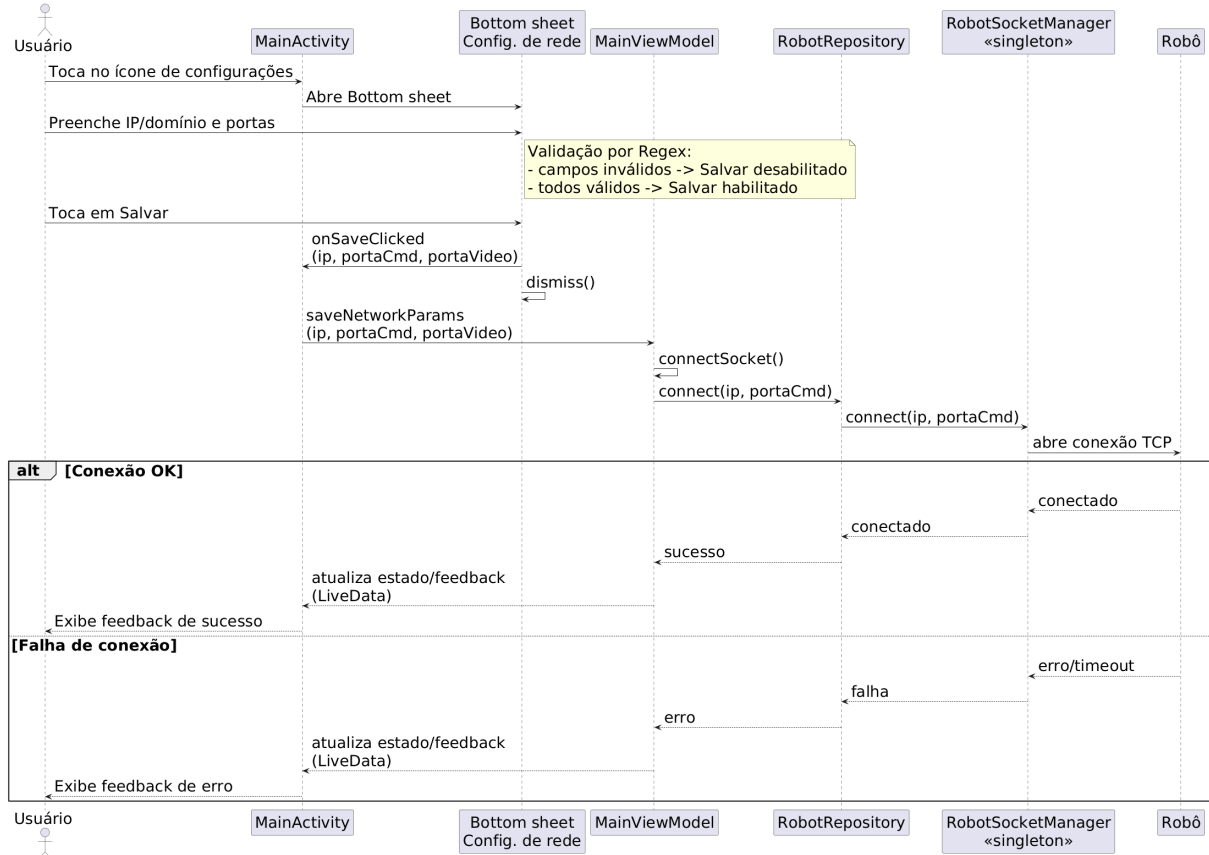 Usuário
MainActivity
Bottom sheet
Config. de rede
MainViewModel
RobotRepository
RobotSocketManager
«singleton»
Robô
Toca no ícone de configurações
Abre Bottom sheet
Preenche IP/domínio e portas
Validação por Regex:
- campos inválidos -> Salvar desabilitado
- todos válidos -> Salvar habilitado
Toca em Salvar
onSaveClicked
(ip, portaCmd, portaVideo)
dismiss()
saveNetworkParams
(ip, portaCmd, portaVideo)
connectSocket()
connect(ip, portaCmd)
connect(ip, portaCmd)
abre conexão TCP
alt [Conexão OK]
conectado
conectado
sucesso
atualiza estado/feedback
(LiveData)
Exibe feedback de sucesso
[Falha de conexão]
erro/timeout
falha
erro
atualiza estado/feedback
(LiveData)
Exibe feedback de erro
Usuário
MainActivity
Bottom sheet
Config. de rede
MainViewModel
RobotRepository
RobotSocketManager
«singleton»
Robô